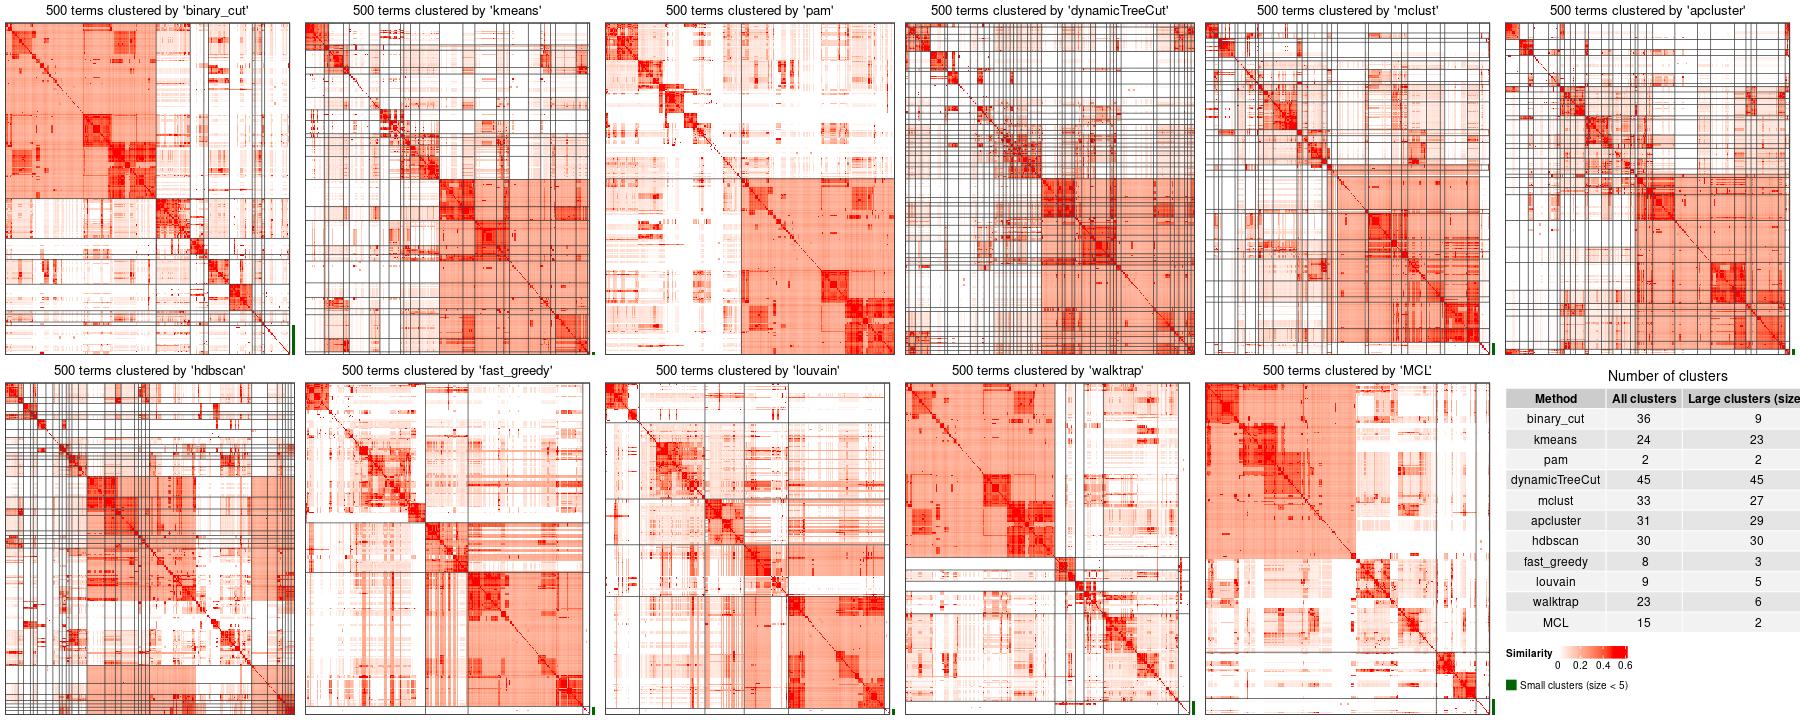 500 terms clustered by 'binary_cut'
500 terms clustered by 'kmeans'
500 terms clustered by 'pam'
500 terms clustered by 'dynamicTreeCut'
500 terms clustered by 'mclust'
500 terms clustered by 'apcluster'
500 terms clustered by 'hdbscan'
500 terms clustered by 'fast_greedy'
500 terms clustered by 'louvain'
500 terms clustered by 'walktrap'
500 terms clustered by 'MCL'
Number of clusters
Method All clusters Large clusters (size
binary_cut 36 9
kmeans 24 23
pam 2 2
dynamicTreeCut 45 45
mclust 33 27
apcluster 31 29
hdbscan 30 30
fast_greedy 8 3
louvain 9 5
walktrap 23 6
MCL 15 2
Similarity
0 0.2 0.4 0.6
Small clusters (size < 5)